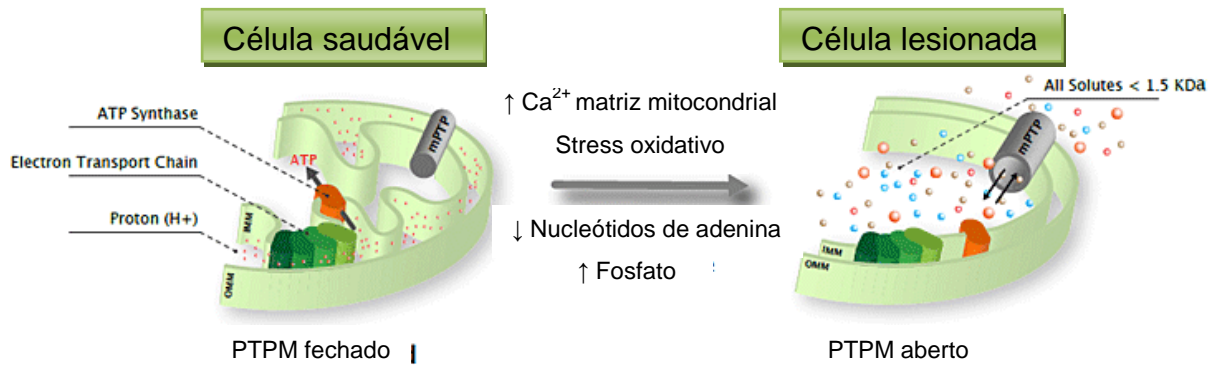 Célula saudável
Célula lesionada
ATP Synthase
Electron Transport Chain
Proton (H+)
ATP
mPTP
IMM
OMM
↑ Ca²⁺ matriz mitocondrial
Stress oxidativo
↓ Nucleótidos de adenina
↑ Fosfato
All Solutes < 1.5 KDa
mPTP
IMM
OMM
PTPM fechado
PTPM aberto